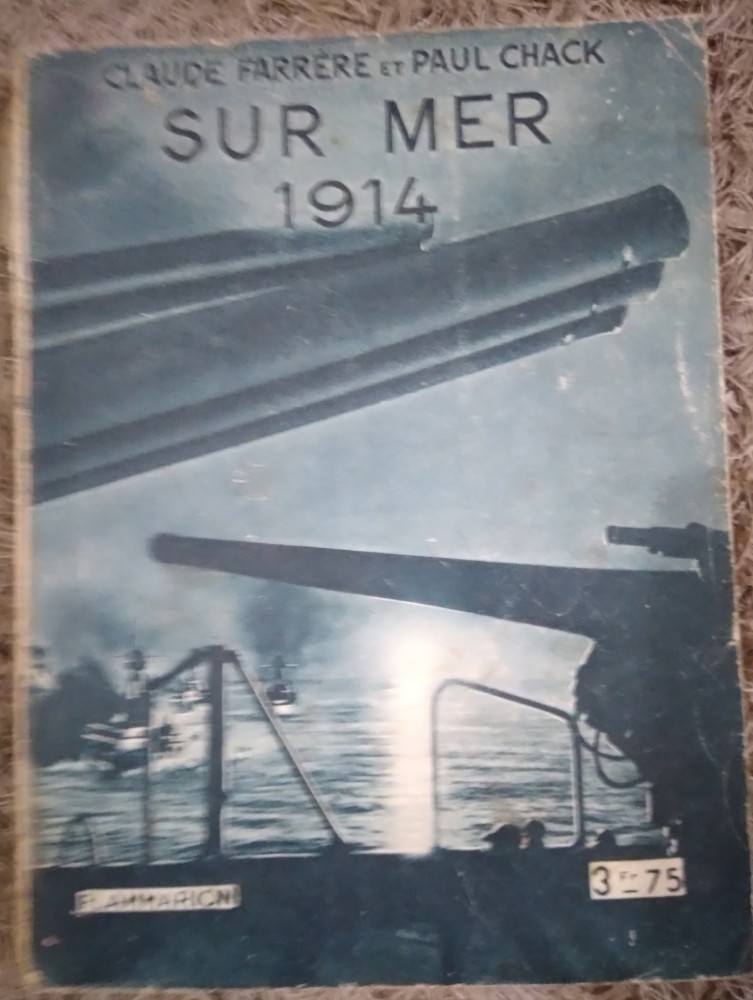 CLAUDE FARRÈRE ET PAUL CHACK
SUR MER
1914
FLAMMARION
3 Fr 75